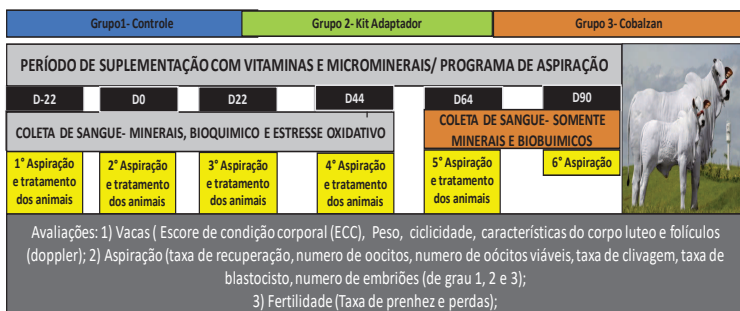 Grupo1- Controle
Grupo 2- Kit Adaptador
Grupo 3- Cobalzan
PERÍODO DE SUPLEMENTAÇÃO COM VITAMINAS E MICROMINERAIS/ PROGRAMA DE ASPIRAÇÃO
D-22
D0
D22
D44
D64
D90
COLETA DE SANGUE- MINERAIS, BIOQUIMICO E ESTRESSE OXIDATIVO
COLETA DE SANGUE- SOMENTE
MINERAIS E BIOBUIMICOS
1° Aspiração
e tratamento
dos animais
2° Aspiração
e tratamento
dos animais
3° Aspiração
e tratamento
dos animais
4° Aspiração
e tratamento
dos animais
5° Aspiração
e tratamento
dos animais
6° Aspiração
Avaliações: 1) Vacas ( Escore de condição corporal (ECC), Peso, ciclicidade, características do corpo luteo e folículos
(doppler); 2) Aspiração (taxa de recuperação, numero de oocitos, numero de oócitos viáveis, taxa de clivagem, taxa de
blastocisto, numero de embriões (de grau 1, 2 e 3);
3) Fertilidade (Taxa de prenhez e perdas);